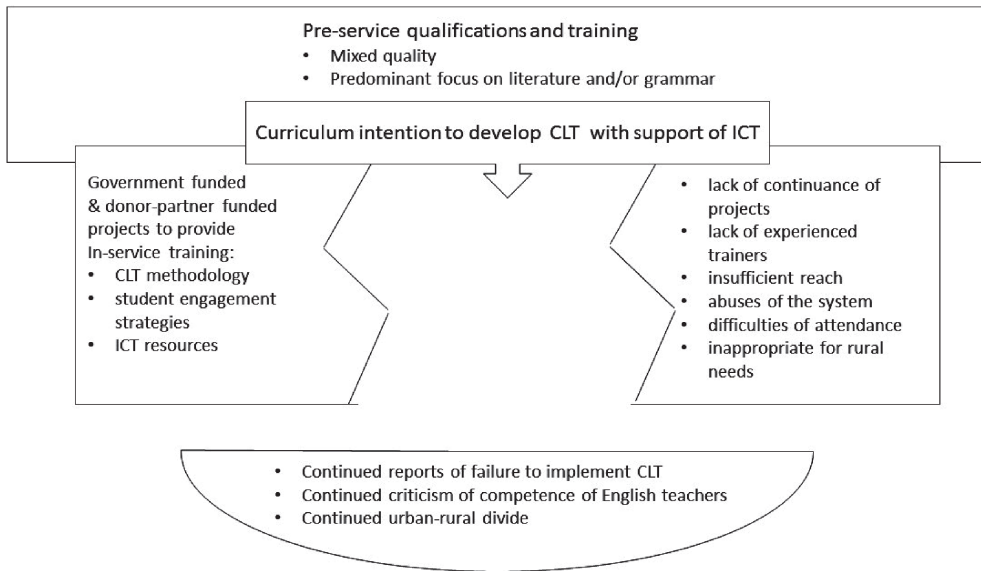 Pre-service qualifications and training
• Mixed quality
• Predominant focus on literature and/or grammar
Curriculum intention to develop CLT with support of ICT
Government funded
& donor-partner funded
projects to provide
In-service training:
• CLT methodology
• student engagement
strategies
• ICT resources
• lack of continuance of
projects
• lack of experienced
trainers
• insufficient reach
• abuses of the system
• difficulties of attendance
• inappropriate for rural
needs
• Continued reports of failure to implement CLT
• Continued criticism of competence of English teachers
• Continued urban-rural divide